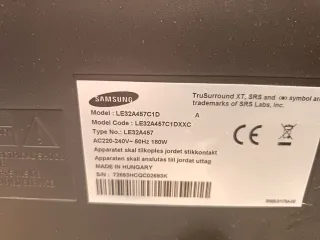 SAMSUNG
TruSurround XT, SRS and (●) symbol are
trademarks of SRS Labs, Inc.
Model : LE32A457C1D A
Model Code : LE32A457C1DXXC
Type No.: LE32A457
AC220-240V~ 50Hz 180W
Apparatet skal tilkoples jordet stikkontakt
Apparaten skall anslutas till jordat uttag
MADE IN HUNGARY
S/N :